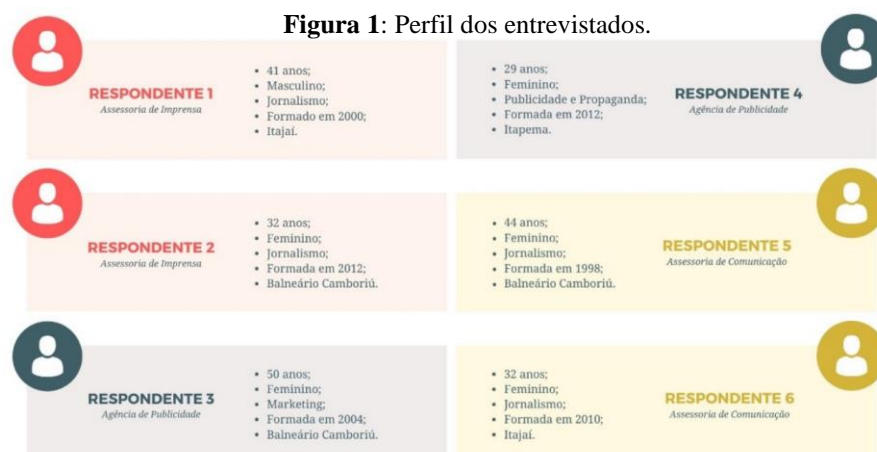 Figura 1: Perfil dos entrevistados.
RESPONDENTE 1
Assessoria de Imprensa
• 41 anos;
• Masculino;
• Jornalismo;
• Formado em 2000;
• Itajaí.
• 29 anos;
• Feminino;
• Publicidade e Propaganda;
• Formada em 2012;
• Itapema.
RESPONDENTE 4
Agência de Publicidade
RESPONDENTE 2
Assessoria de Imprensa
• 32 anos;
• Feminino;
• Jornalismo;
• Formada em 2012;
• Balneário Camboriú.
• 44 anos;
• Feminino;
• Jornalismo;
• Formada em 1998;
• Balneário Camboriú.
RESPONDENTE 5
Assessoria de Comunicação
RESPONDENTE 3
Agência de Publicidade
• 50 anos;
• Feminino;
• Marketing;
• Formada em 2004;
• Balneário Camboriú.
• 32 anos;
• Feminino;
• Jornalismo;
• Formada em 2010;
• Itajaí.
RESPONDENTE 6
Assessoria de Comunicação